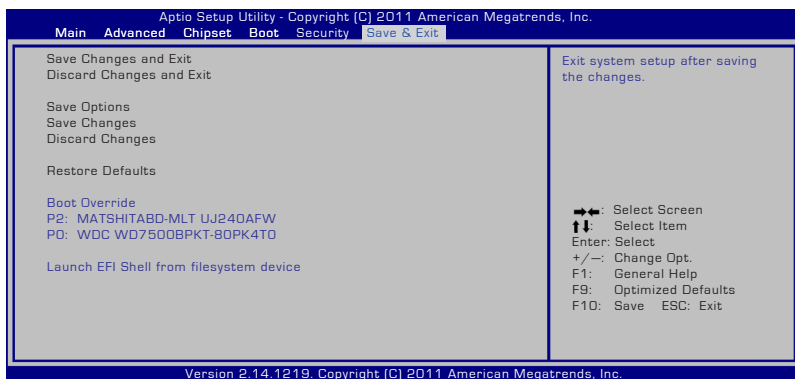 Aptio Setup Utility - Copyright (C) 2011 American Megatrends, Inc.
Main Advanced Chipset Boot Security Save & Exit
Save Changes and Exit
Discard Changes and Exit
Save Options
Save Changes
Discard Changes
Restore Defaults
Boot Override
P2: MATSHITABD-MLT UJ240AFW
P0: WDC WD7500BPKT-80PK4T0
Launch EFI Shell from filesystem device
Exit system setup after saving
the changes.
→←: Select Screen
↑↓: Select Item
Enter: Select
+/—: Change Opt.
F1: General Help
F9: Optimized Defaults
F10: Save ESC: Exit
Version 2.14.1219. Copyright (C) 2011 American Megatrends, Inc.